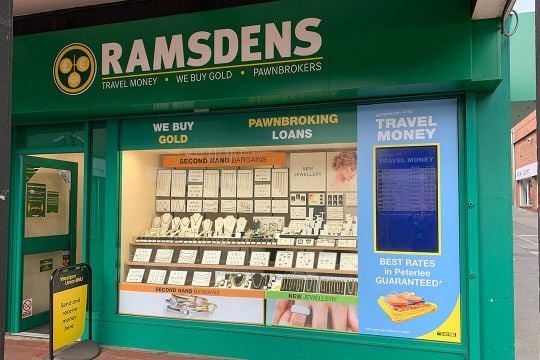 RAMSDENS
TRAVEL MONEY · WE BUY GOLD · PAWNBROKERS
WE BUY
GOLD
PAWNBROKING
LOANS
SECOND HAND BARGAINS
NEW
JEWELLERY
TRAVEL
MONEY
TRAVEL MONEY
BEST RATES
in Peterlee
GUARANTEED*
Western
Union
Send and
receive
money
here
SECOND HAND
BARGAINS
NEW JEWELLERY